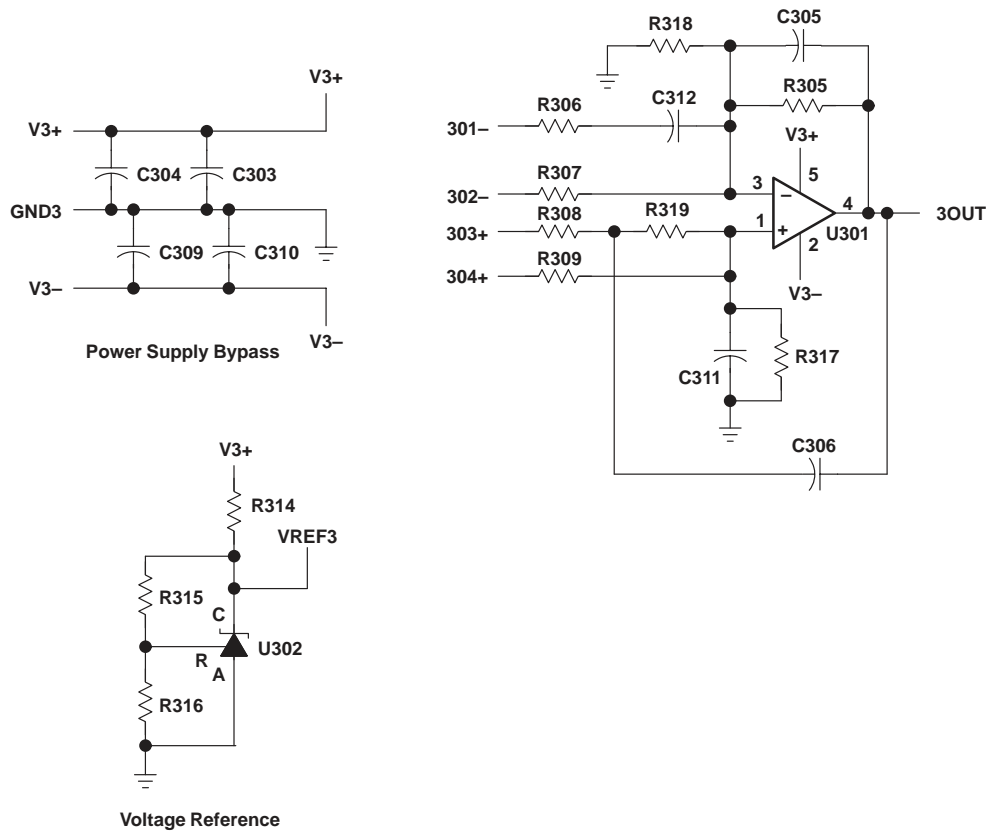 V3+
V3+
C304
C303
GND3
C309
C310
V3–
V3–
Power Supply Bypass
R318
C305
R305
R306
C312
301–
V3+
R307
3
5
302–
–
4
3OUT
R308
R319
1
303+
+
U301
2
R309
304+
V3–
C311
R317
C306
V3+
R314
VREF3
R315
C
U302
R
A
R316
Voltage Reference